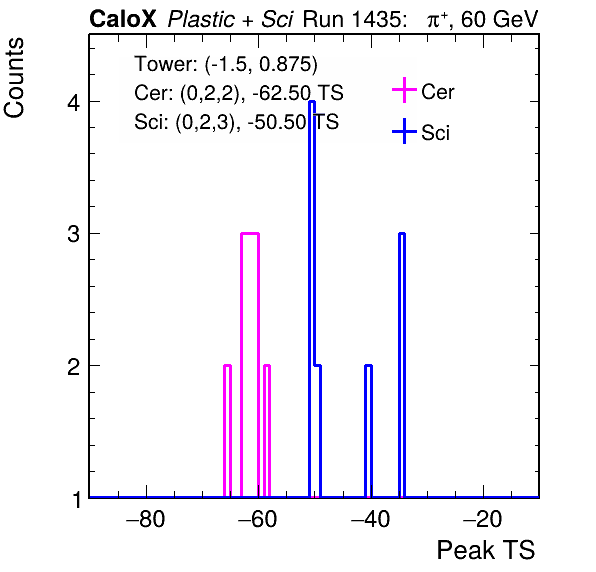 CaloX Plastic + Sci Run 1435: π⁺, 60 GeV
Counts
Tower: (-1.5, 0.875)
Cer: (0,2,2), -62.50 TS
Sci: (0,2,3), -50.50 TS
Cer
Sci
4
3
2
1
−80 −60 −40 −20
Peak TS